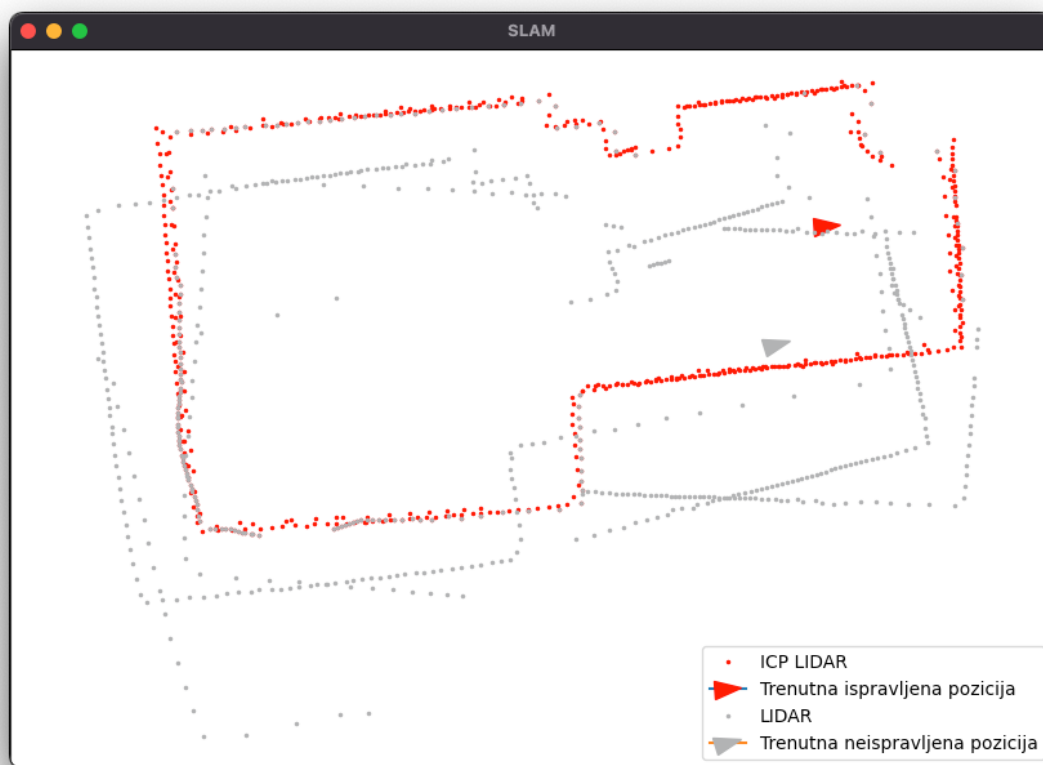 SLAM
ICP LIDAR
Trenutna ispravljena pozicija
LIDAR
Trenutna neispravljena pozicija